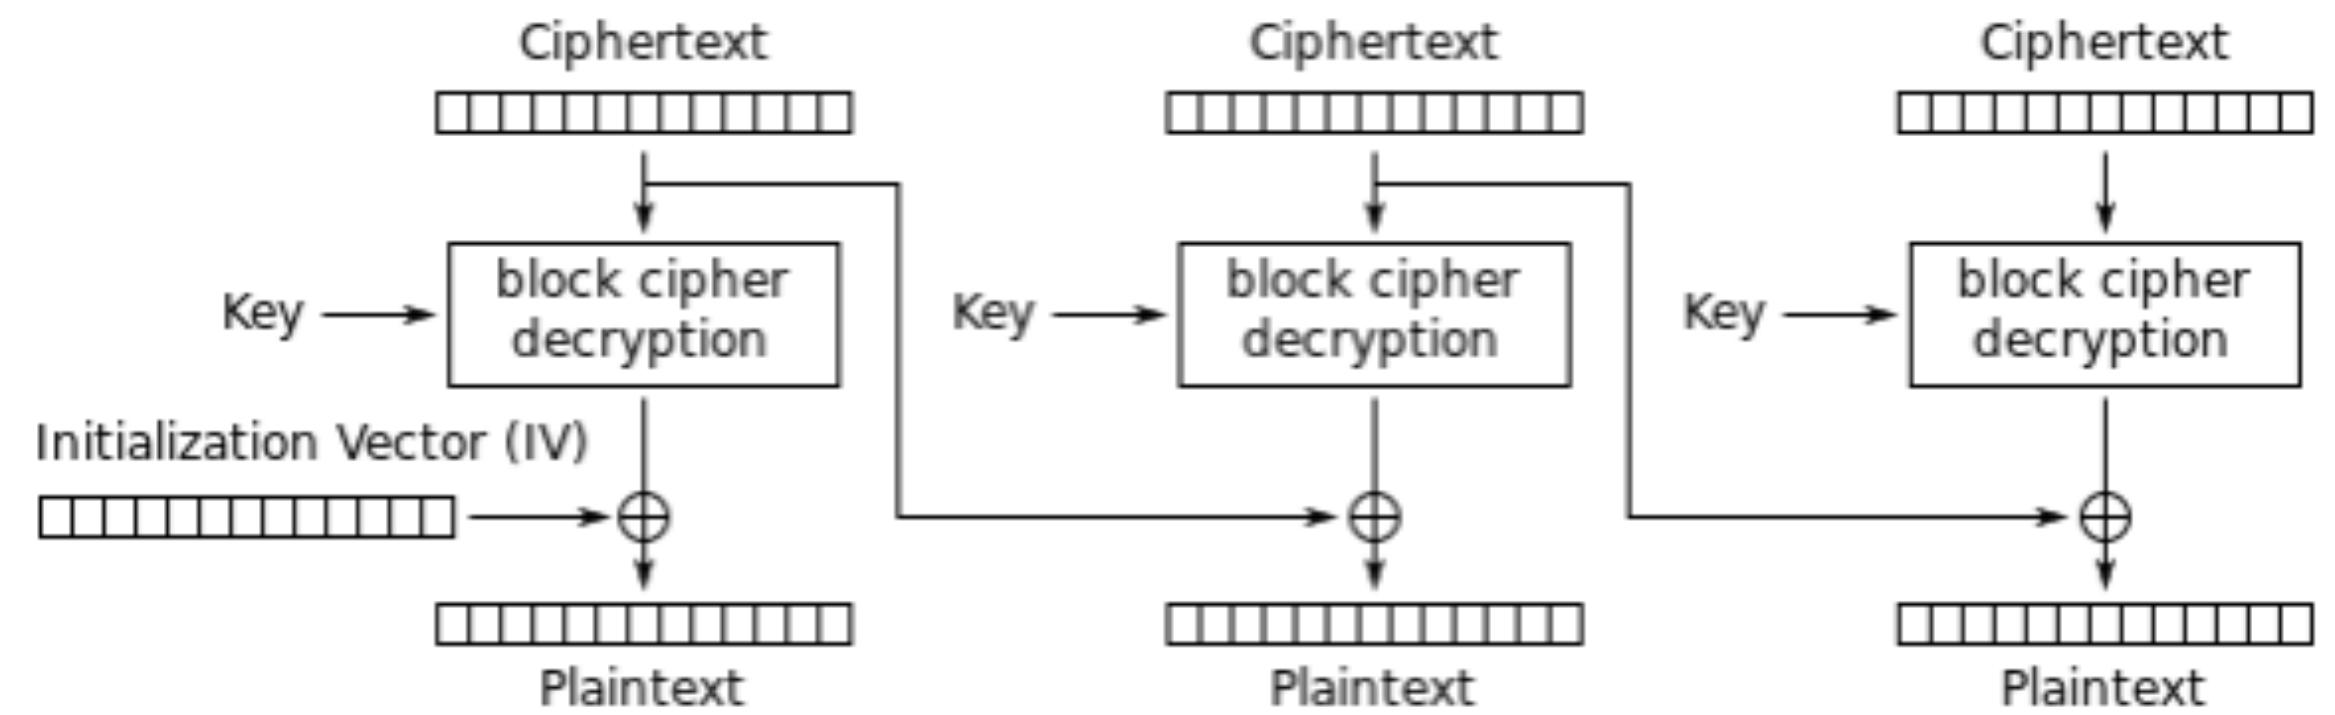 Ciphertext
Ciphertext
Ciphertext
Key
block cipher
decryption
Key
block cipher
decryption
Key
block cipher
decryption
Initialization Vector (IV)
Plaintext
Plaintext
Plaintext